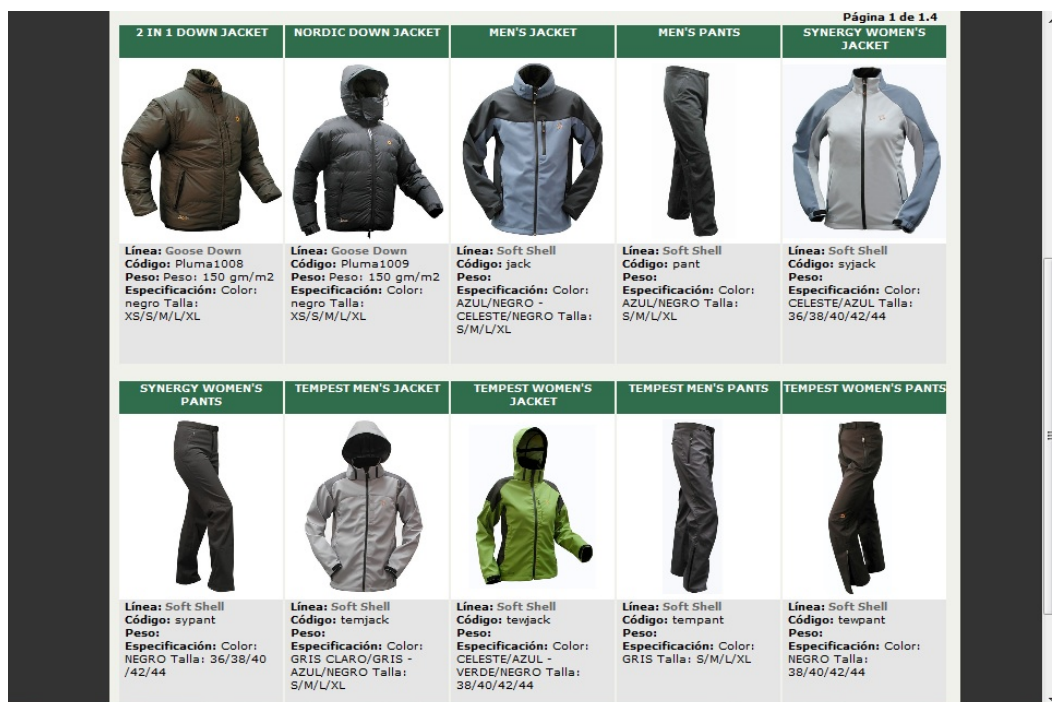 Página 1 de 1.4
2 IN 1 DOWN JACKET
NORDIC DOWN JACKET
MEN'S JACKET
MEN'S PANTS
SYNERGY WOMEN'S
JACKET
Línea: Goose Down
Código: Pluma1008
Peso: Peso: 150 gm/m2
Especificación: Color:
negro Talla:
XS/S/M/L/XL
Línea: Goose Down
Código: Pluma1009
Peso: Peso: 150 gm/m2
Especificación: Color:
negro Talla:
XS/S/M/L/XL
Línea: Soft Shell
Código: jack
Peso:
Especificación: Color:
AZUL/NEGRO -
CELESTE/NEGRO Talla:
S/M/L/XL
Línea: Soft Shell
Código: pant
Peso:
Especificación: Color:
AZUL/NEGRO Talla:
S/M/L/XL
Línea: Soft Shell
Código: syjack
Peso:
Especificación: Color:
CELESTE/AZUL Talla:
36/38/40/42/44
SYNERGY WOMEN'S
PANTS
TEMPEST MEN'S JACKET
TEMPEST WOMEN'S
JACKET
TEMPEST MEN'S PANTS
TEMPEST WOMEN'S PANTS
Línea: Soft Shell
Código: sypant
Peso:
Especificación: Color:
NEGRO Talla: 36/38/40
/42/44
Línea: Soft Shell
Código: temjack
Peso:
Especificación: Color:
GRIS CLARO/GRIS -
AZUL/NEGRO Talla:
S/M/L/XL
Línea: Soft Shell
Código: tewjack
Peso:
Especificación: Color:
CELESTE/AZUL -
VERDE/NEGRO Talla:
38/40/42/44
Línea: Soft Shell
Código: tempant
Peso:
Especificación: Color:
GRIS Talla: S/M/L/XL
Línea: Soft Shell
Código: tewpant
Peso:
Especificación: Color:
NEGRO Talla:
38/40/42/44